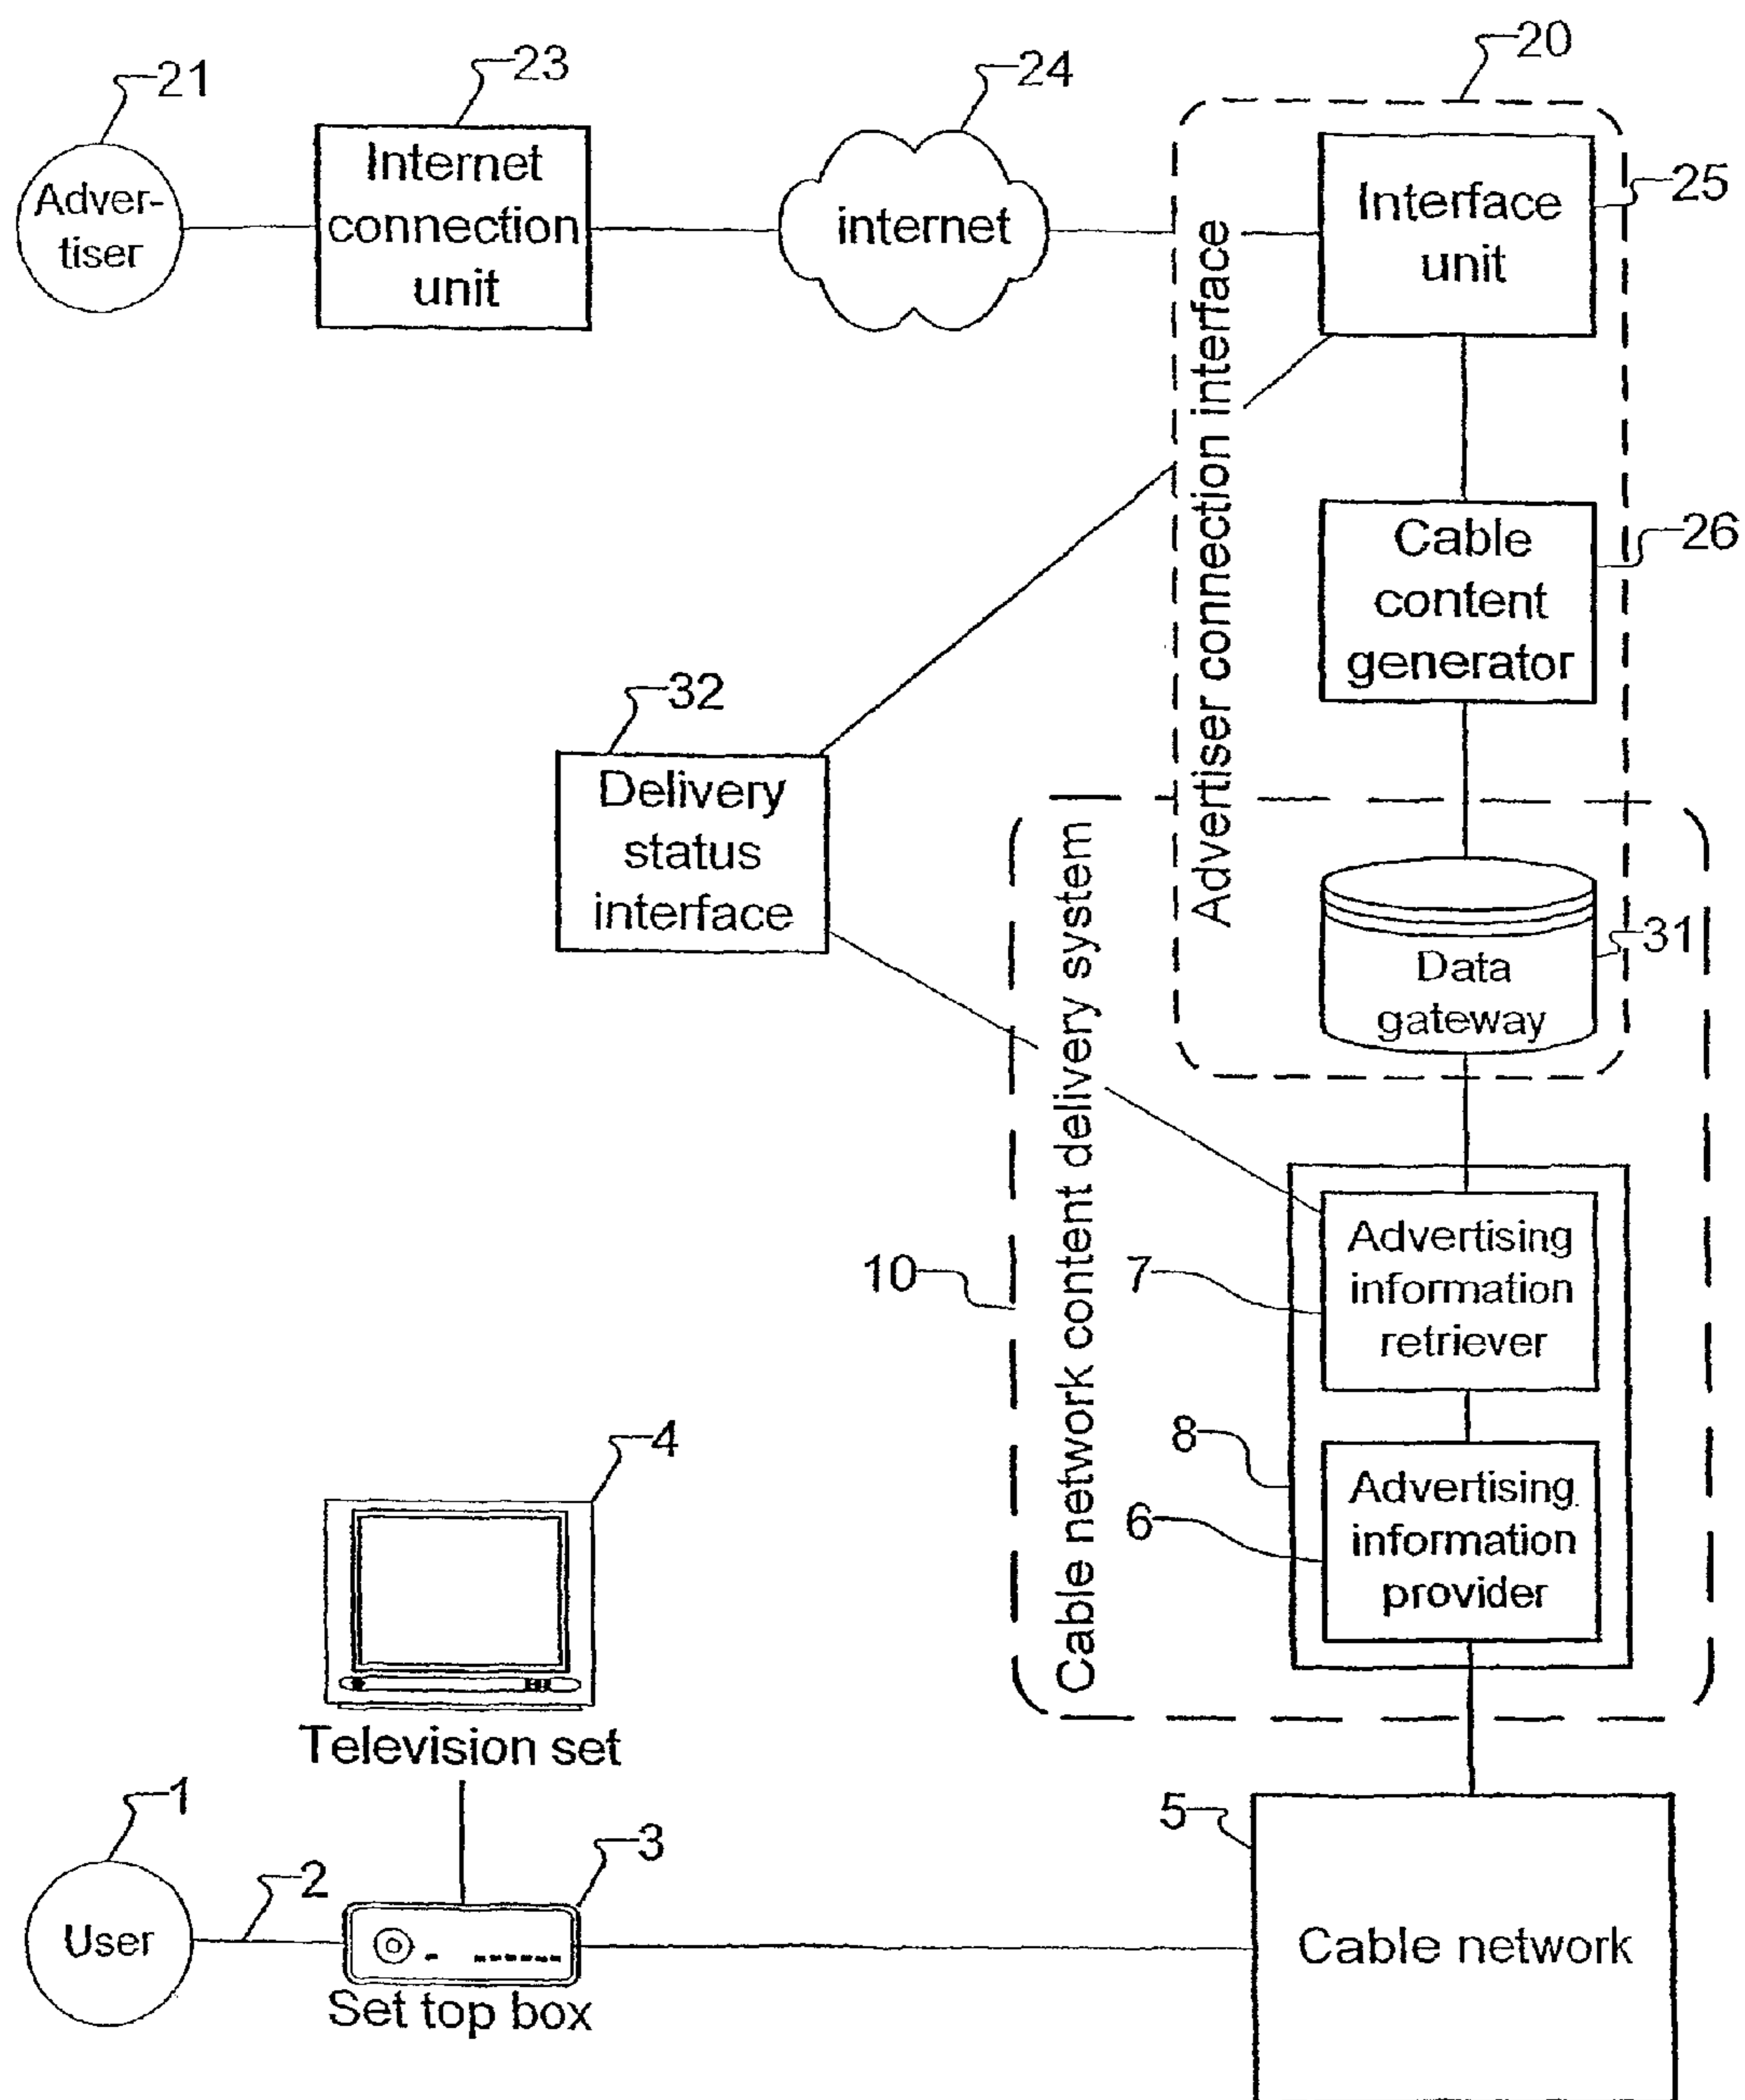 20
21
23
24
Adver-
tiser
Internet
connection
unit
internet
Interface
unit
25
Advertiser connection interface
Cable
content
generator
26
32
Delivery
status
interface
Data
gateway
31
Cable network content delivery system
10
7
Advertising
information
retriever
8
6
Advertising
information
provider
4
Television set
1
2
3
User
Set top box
5
Cable network